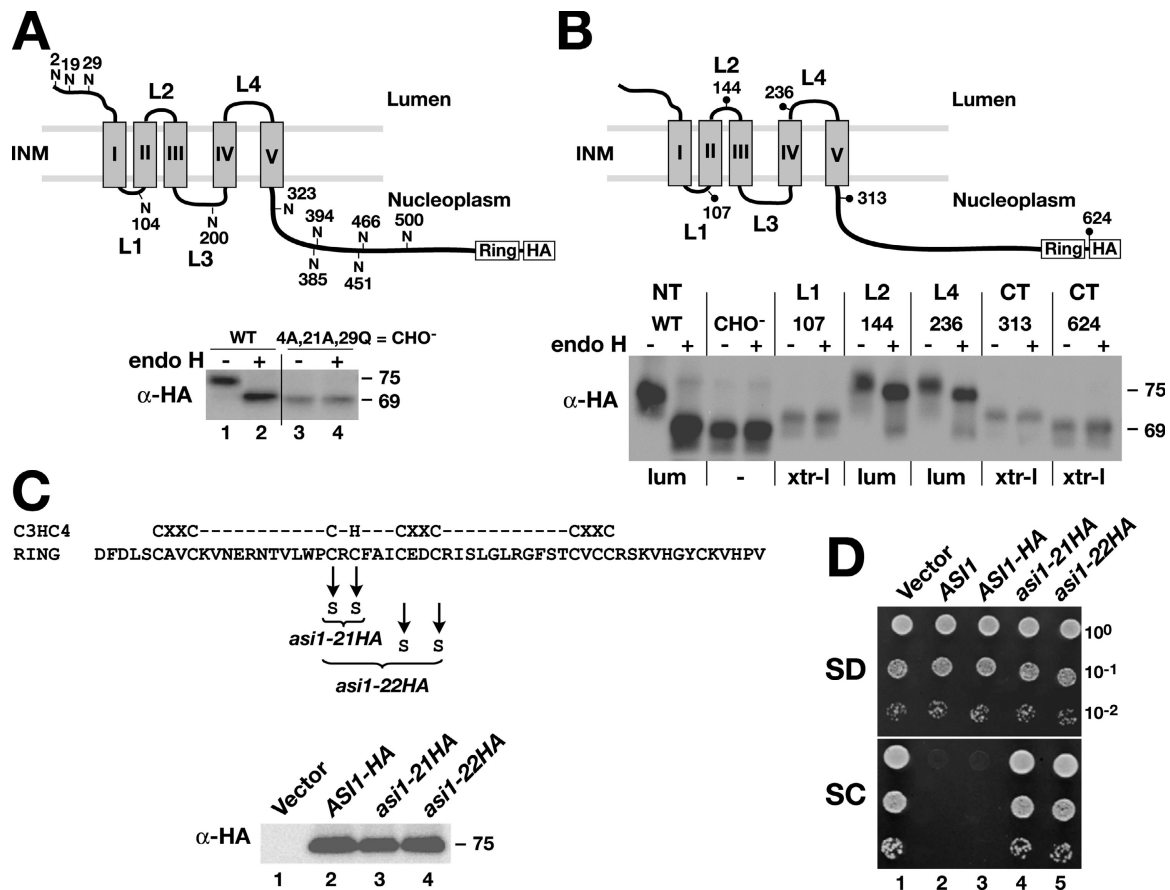 A
2 19 29
N N N
L2 L4
Lumen
INM
I II III IV V
Nucleoplasm
N
104
N
200
N 323
L1 L3
394 466 500
N N N
N N
385 451
Ring HA
WT 4A,21A,29Q = CHO-
endo H - + - +
α-HA
- 75
- 69
1 2 3 4
B
L2 L4
144 236
Lumen
I II III IV V
Nucleoplasm
107
313
L1 L3
624
Ring HA
NT L1 L2 L4 CT CT
WT CHO- 107 144 236 313 624
endo H - + - + - + - + - + - + - +
α-HA
- 75
- 69
lum - xtr-l lum lum xtr-l xtr-l
C
C3HC4 CXXC-----------C-H---CXXC-----------CXXC
RING DFDLSCAVCKVNERNTVLWPCRCFAICEDCRISLGLRGFSTCVCCRSKVHGYCKVHPV
S S
asi1-21HA
S S
asi1-22HA
Vector ASI1-HA asi1-21HA asi1-22HA
α-HA - 75
1 2 3 4
D
Vector ASI1 ASI1-HA asi1-21HA asi1-22HA
SD
10⁰
10⁻¹
10⁻²
SC
1 2 3 4 5